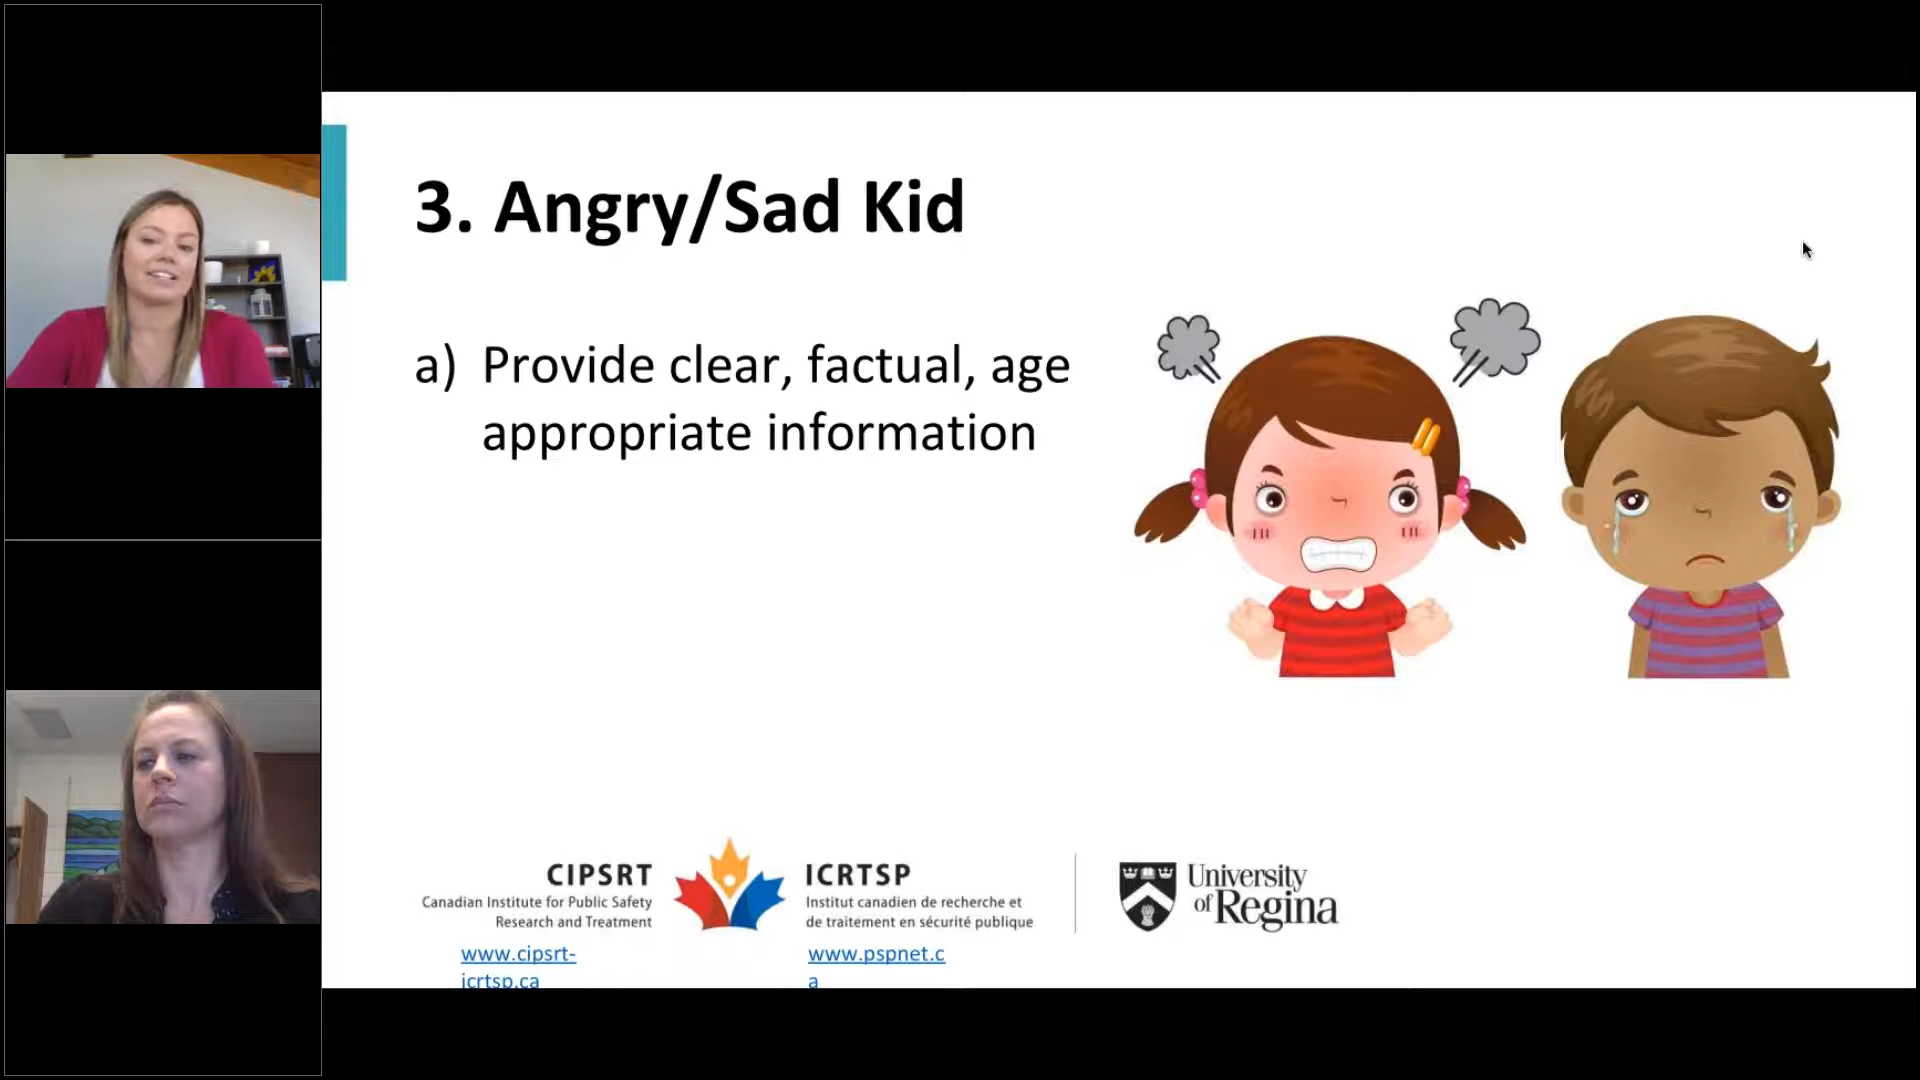 3. Angry/Sad Kid
a) Provide clear, factual, age
appropriate information
CIPSRT
Canadian Institute for Public Safety
Research and Treatment
ICRTSP
Institut canadien de recherche et
de traitement en sécurité publique
University
of Regina
www.cipsrt-
icrtsp.ca
www.pspnet.c
a